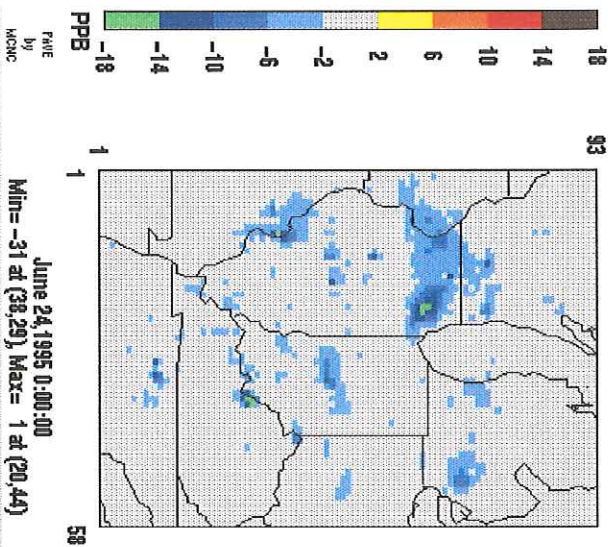 18
14
10
6
2
-2
-6
-10
-14
-18
PPB
PAVE
by
MCNC
93
1
1
58
June 24,1995 0:00:00
Min= -31 at (38,29), Max= 1 at (20,44)